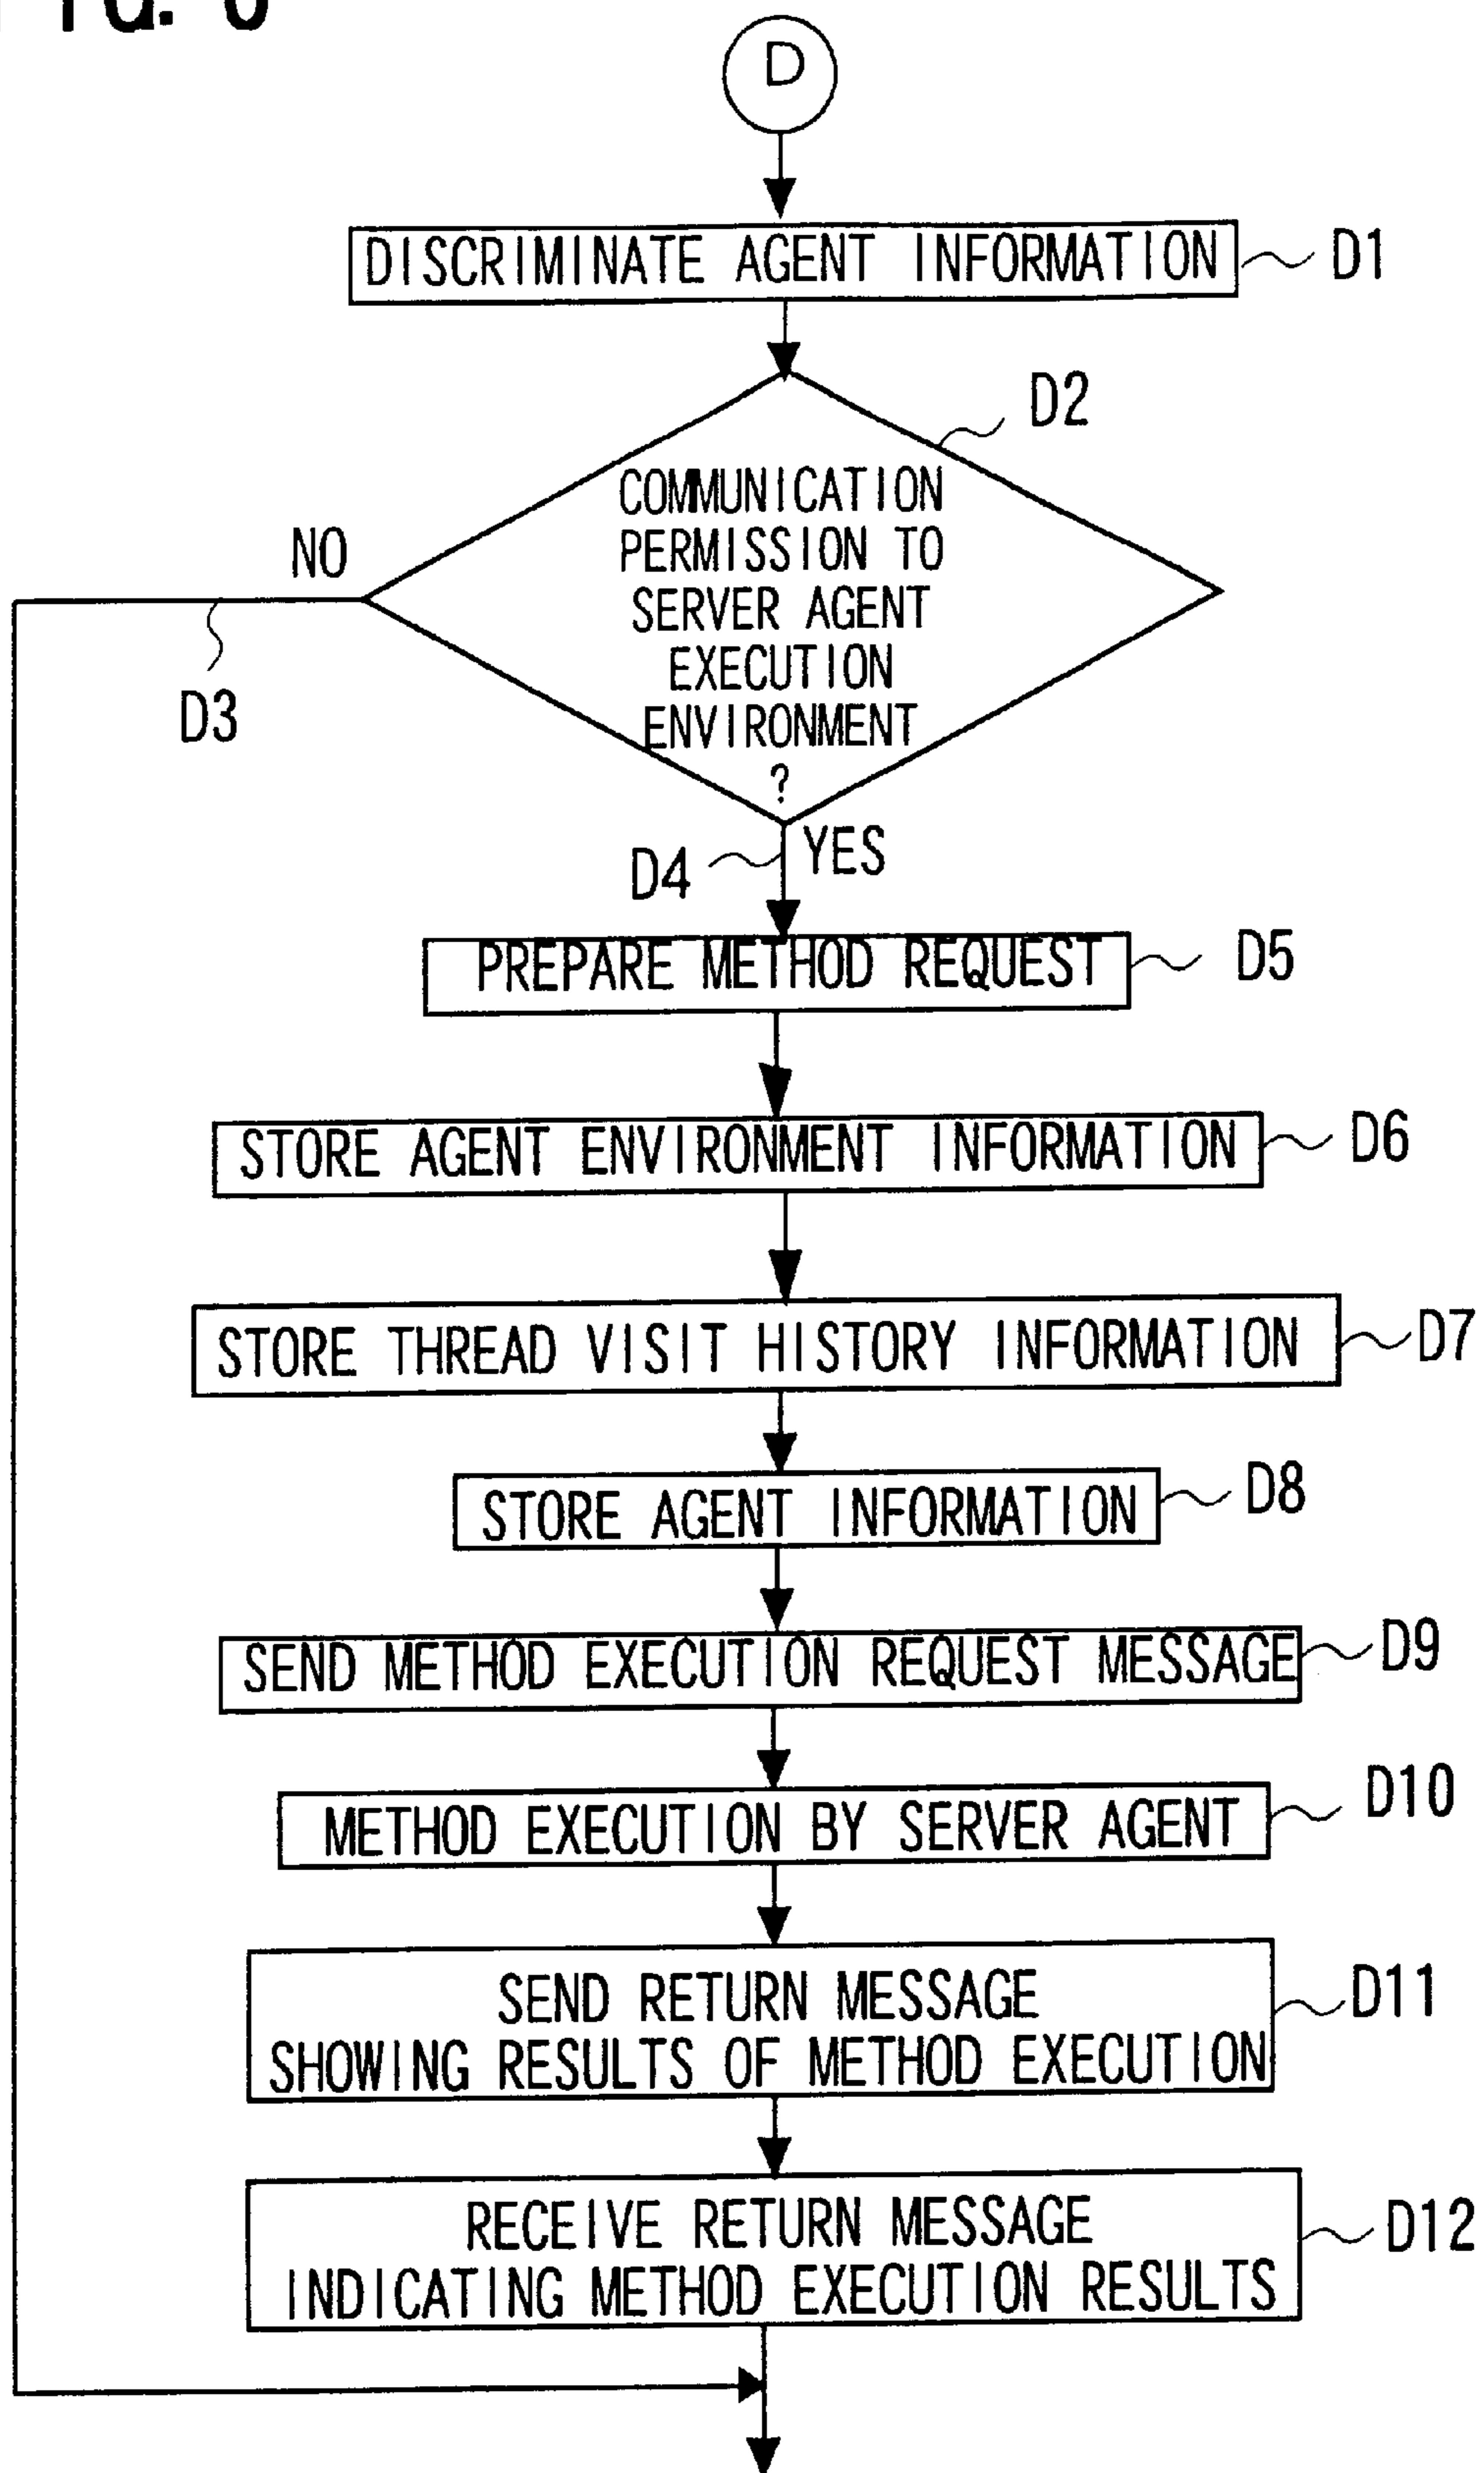 D
DISCRIMINATE AGENT INFORMATION
D1
D2
COMMUNICATION
PERMISSION TO
SERVER AGENT
EXECUTION
ENVIRONMENT
?
NO
D3
D4
YES
PREPARE METHOD REQUEST
D5
STORE AGENT ENVIRONMENT INFORMATION
D6
STORE THREAD VISIT HISTORY INFORMATION
D7
STORE AGENT INFORMATION
D8
SEND METHOD EXECUTION REQUEST MESSAGE
D9
METHOD EXECUTION BY SERVER AGENT
D10
SEND RETURN MESSAGE
SHOWING RESULTS OF METHOD EXECUTION
D11
RECEIVE RETURN MESSAGE
INDICATING METHOD EXECUTION RESULTS
D12